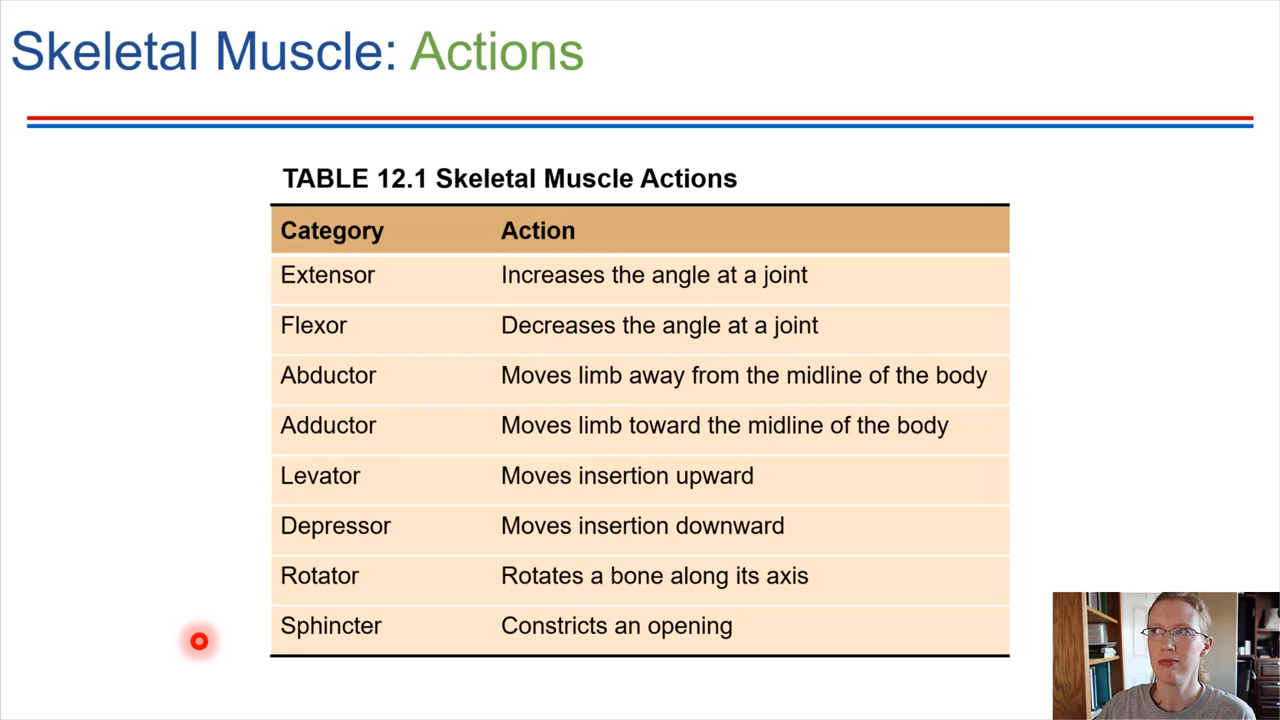 Skeletal Muscle: Actions
TABLE 12.1 Skeletal Muscle Actions
Category Action
Extensor Increases the angle at a joint
Flexor Decreases the angle at a joint
Abductor Moves limb away from the midline of the body
Adductor Moves limb toward the midline of the body
Levator Moves insertion upward
Depressor Moves insertion downward
Rotator Rotates a bone along its axis
Sphincter Constricts an opening